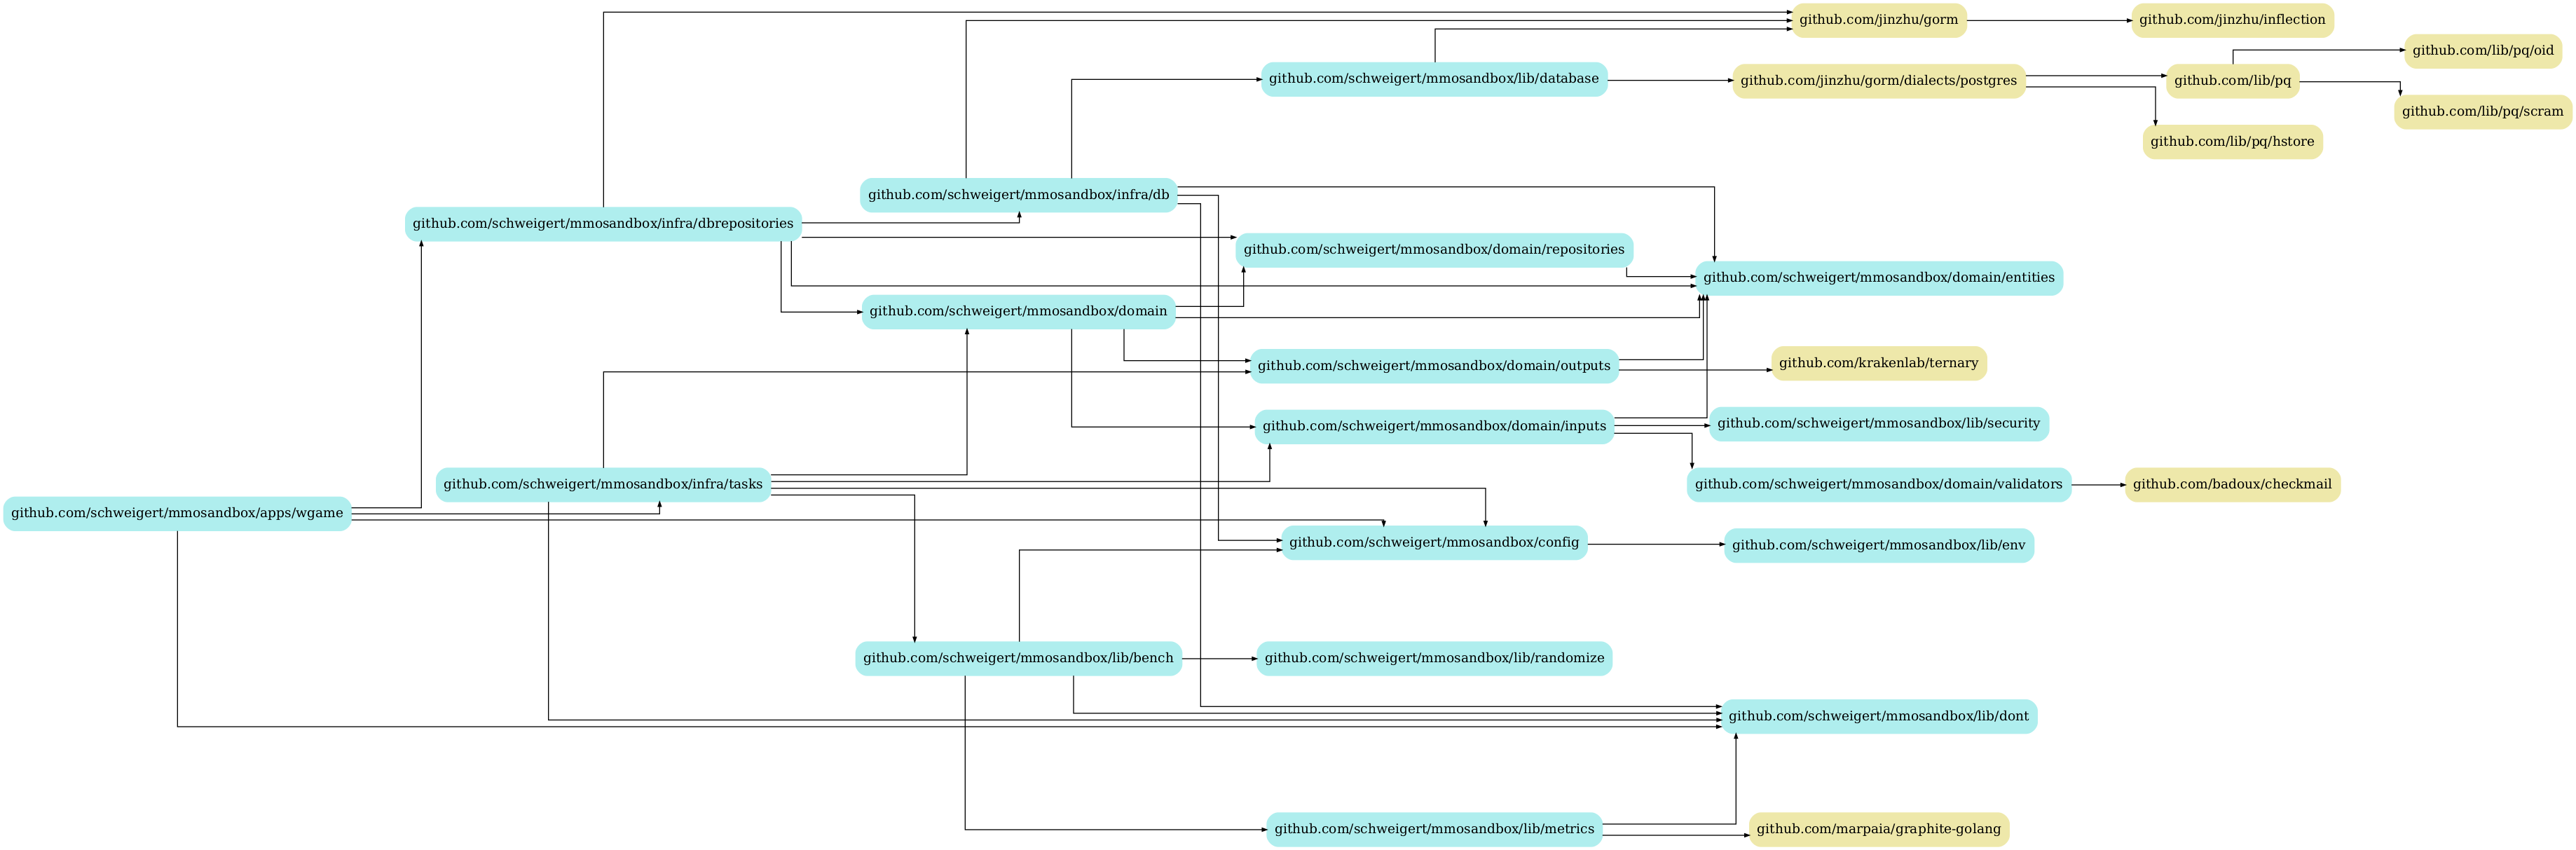 github.com/jinzhu/gorm
github.com/jinzhu/inflection
github.com/lib/pq/oid
github.com/schweigert/mmosandbox/lib/database
github.com/jinzhu/gorm/dialects/postgres
github.com/lib/pq
github.com/lib/pq/scram
github.com/lib/pq/hstore
github.com/schweigert/mmosandbox/infra/db
github.com/schweigert/mmosandbox/infra/dbrepositories
github.com/schweigert/mmosandbox/domain/repositories
github.com/schweigert/mmosandbox/domain/entities
github.com/schweigert/mmosandbox/domain
github.com/schweigert/mmosandbox/domain/outputs
github.com/krakenlab/ternary
github.com/schweigert/mmosandbox/domain/inputs
github.com/schweigert/mmosandbox/lib/security
github.com/schweigert/mmosandbox/infra/tasks
github.com/schweigert/mmosandbox/domain/validators
github.com/badoux/checkmail
github.com/schweigert/mmosandbox/apps/wgame
github.com/schweigert/mmosandbox/config
github.com/schweigert/mmosandbox/lib/env
github.com/schweigert/mmosandbox/lib/bench
github.com/schweigert/mmosandbox/lib/randomize
github.com/schweigert/mmosandbox/lib/dont
github.com/schweigert/mmosandbox/lib/metrics
github.com/marpaia/graphite-golang